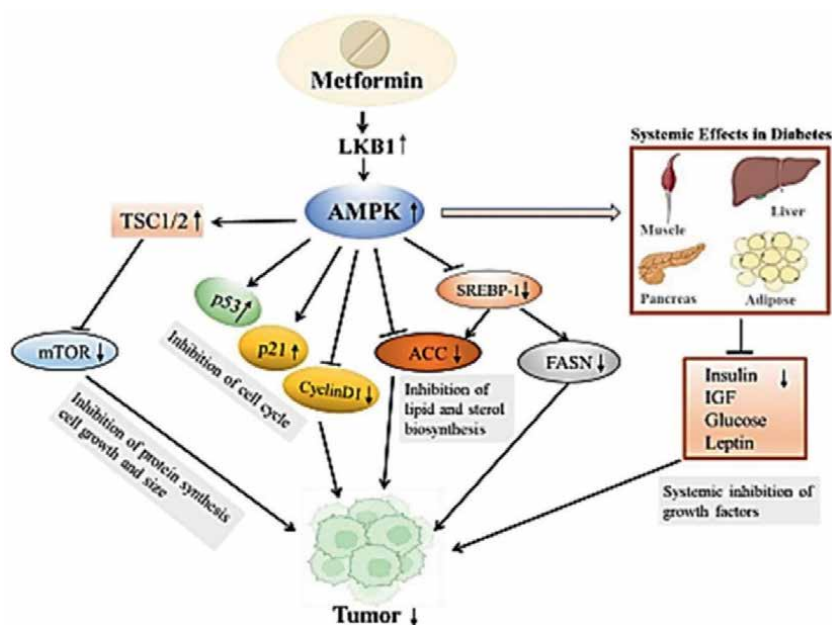 Metformin
LKB1↑
AMPK ↑
TSC1/2↑
Systemic Effects in Diabetes
Muscle
Liver
Pancreas
Adipose
SREBP-1↓
p53↑
p21↑
CyclinD1↓
mTOR↓
ACC ↓
FASN↓
Inhibition of cell cycle
Inhibition of
lipid and sterol
biosynthesis
Insulin ↓
IGF
Glucose
Leptin
Inhibition of protein synthesis
cell growth and size
Systemic inhibition of
growth factors
Tumor ↓